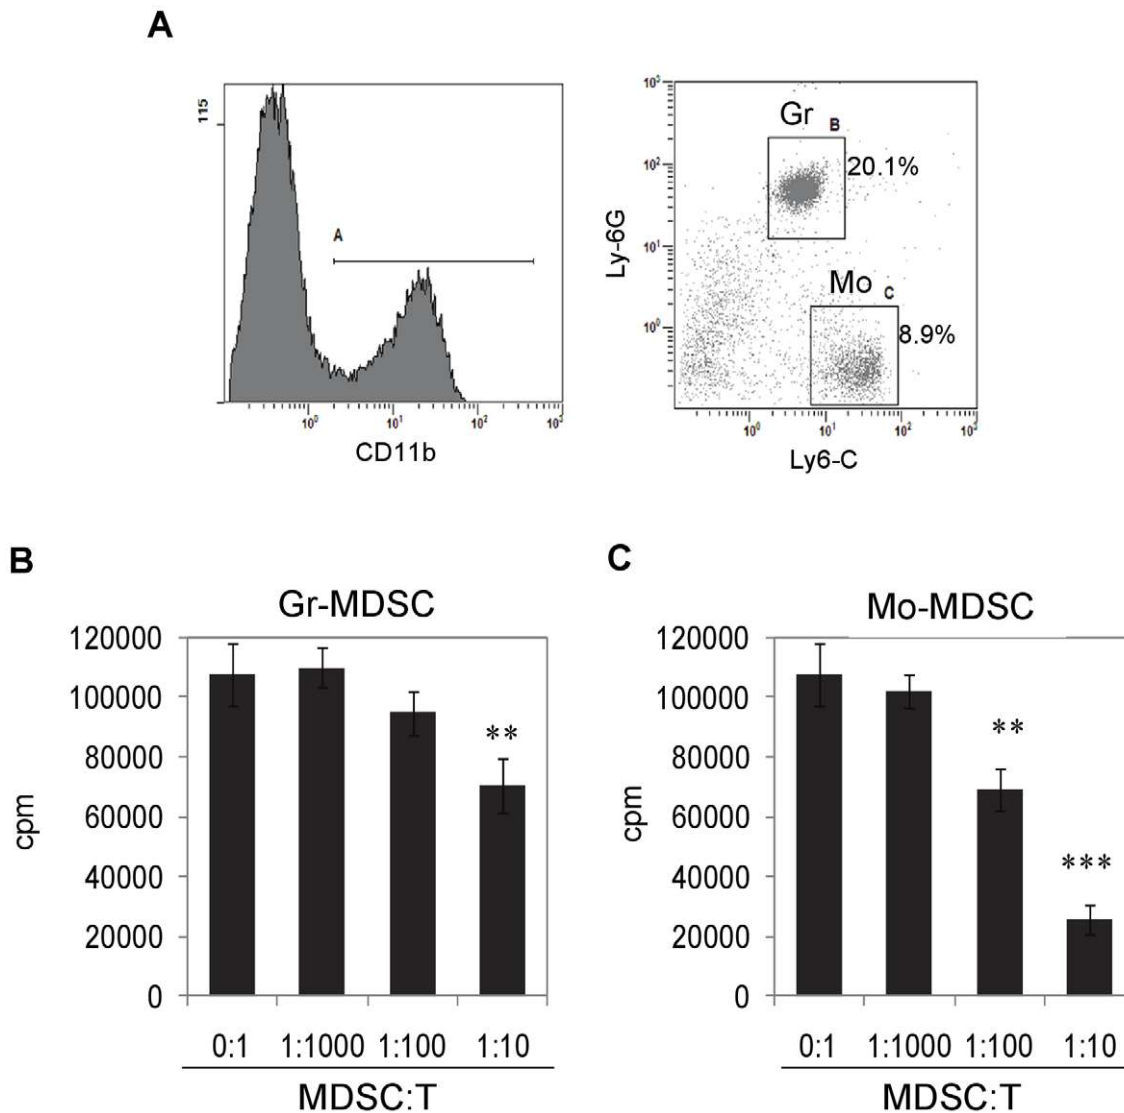 A
115
A
10⁰ 10¹ 10² 10³
CD11b
10³
10²
10¹
10⁰
Ly-6G
Gr B
20.1%
Mo C
8.9%
10⁰ 10¹ 10² 10³
Ly6-C
B
Gr-MDSC
120000
100000
80000
60000
40000
20000
0
cpm
**
0:1 1:1000 1:100 1:10
MDSC:T
C
Mo-MDSC
120000
100000
80000
60000
40000
20000
0
cpm
**
***
0:1 1:1000 1:100 1:10
MDSC:T